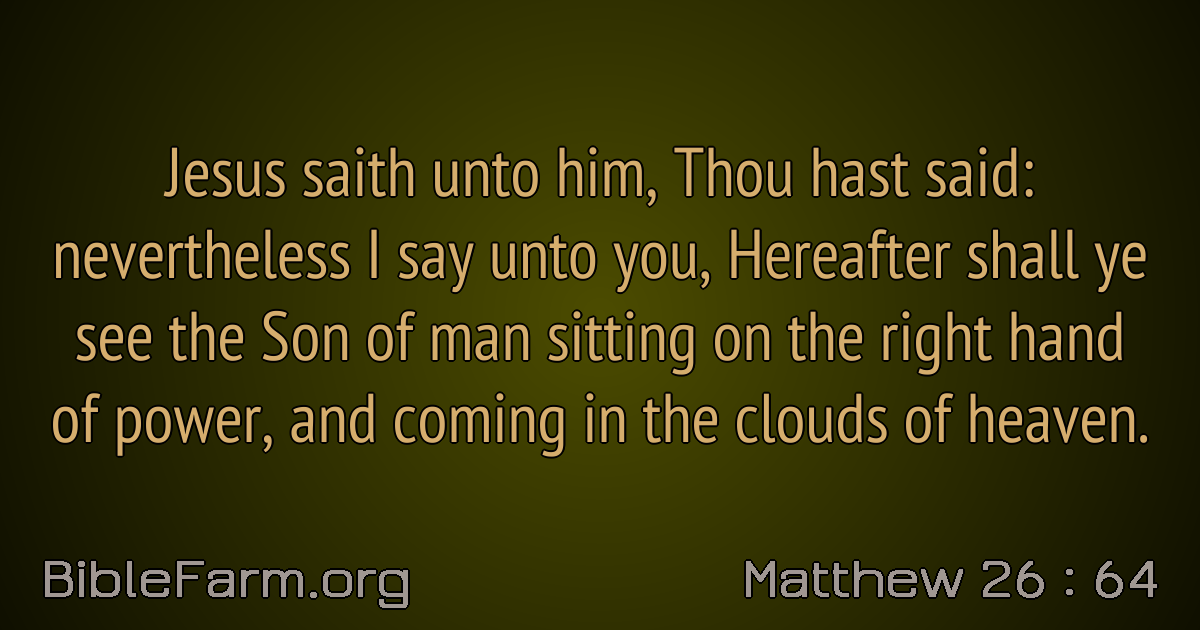 Jesus saith unto him, Thou hast said:
nevertheless I say unto you, Hereafter shall ye
see the Son of man sitting on the right hand
of power, and coming in the clouds of heaven.
BibleFarm.org
Matthew 26 : 64